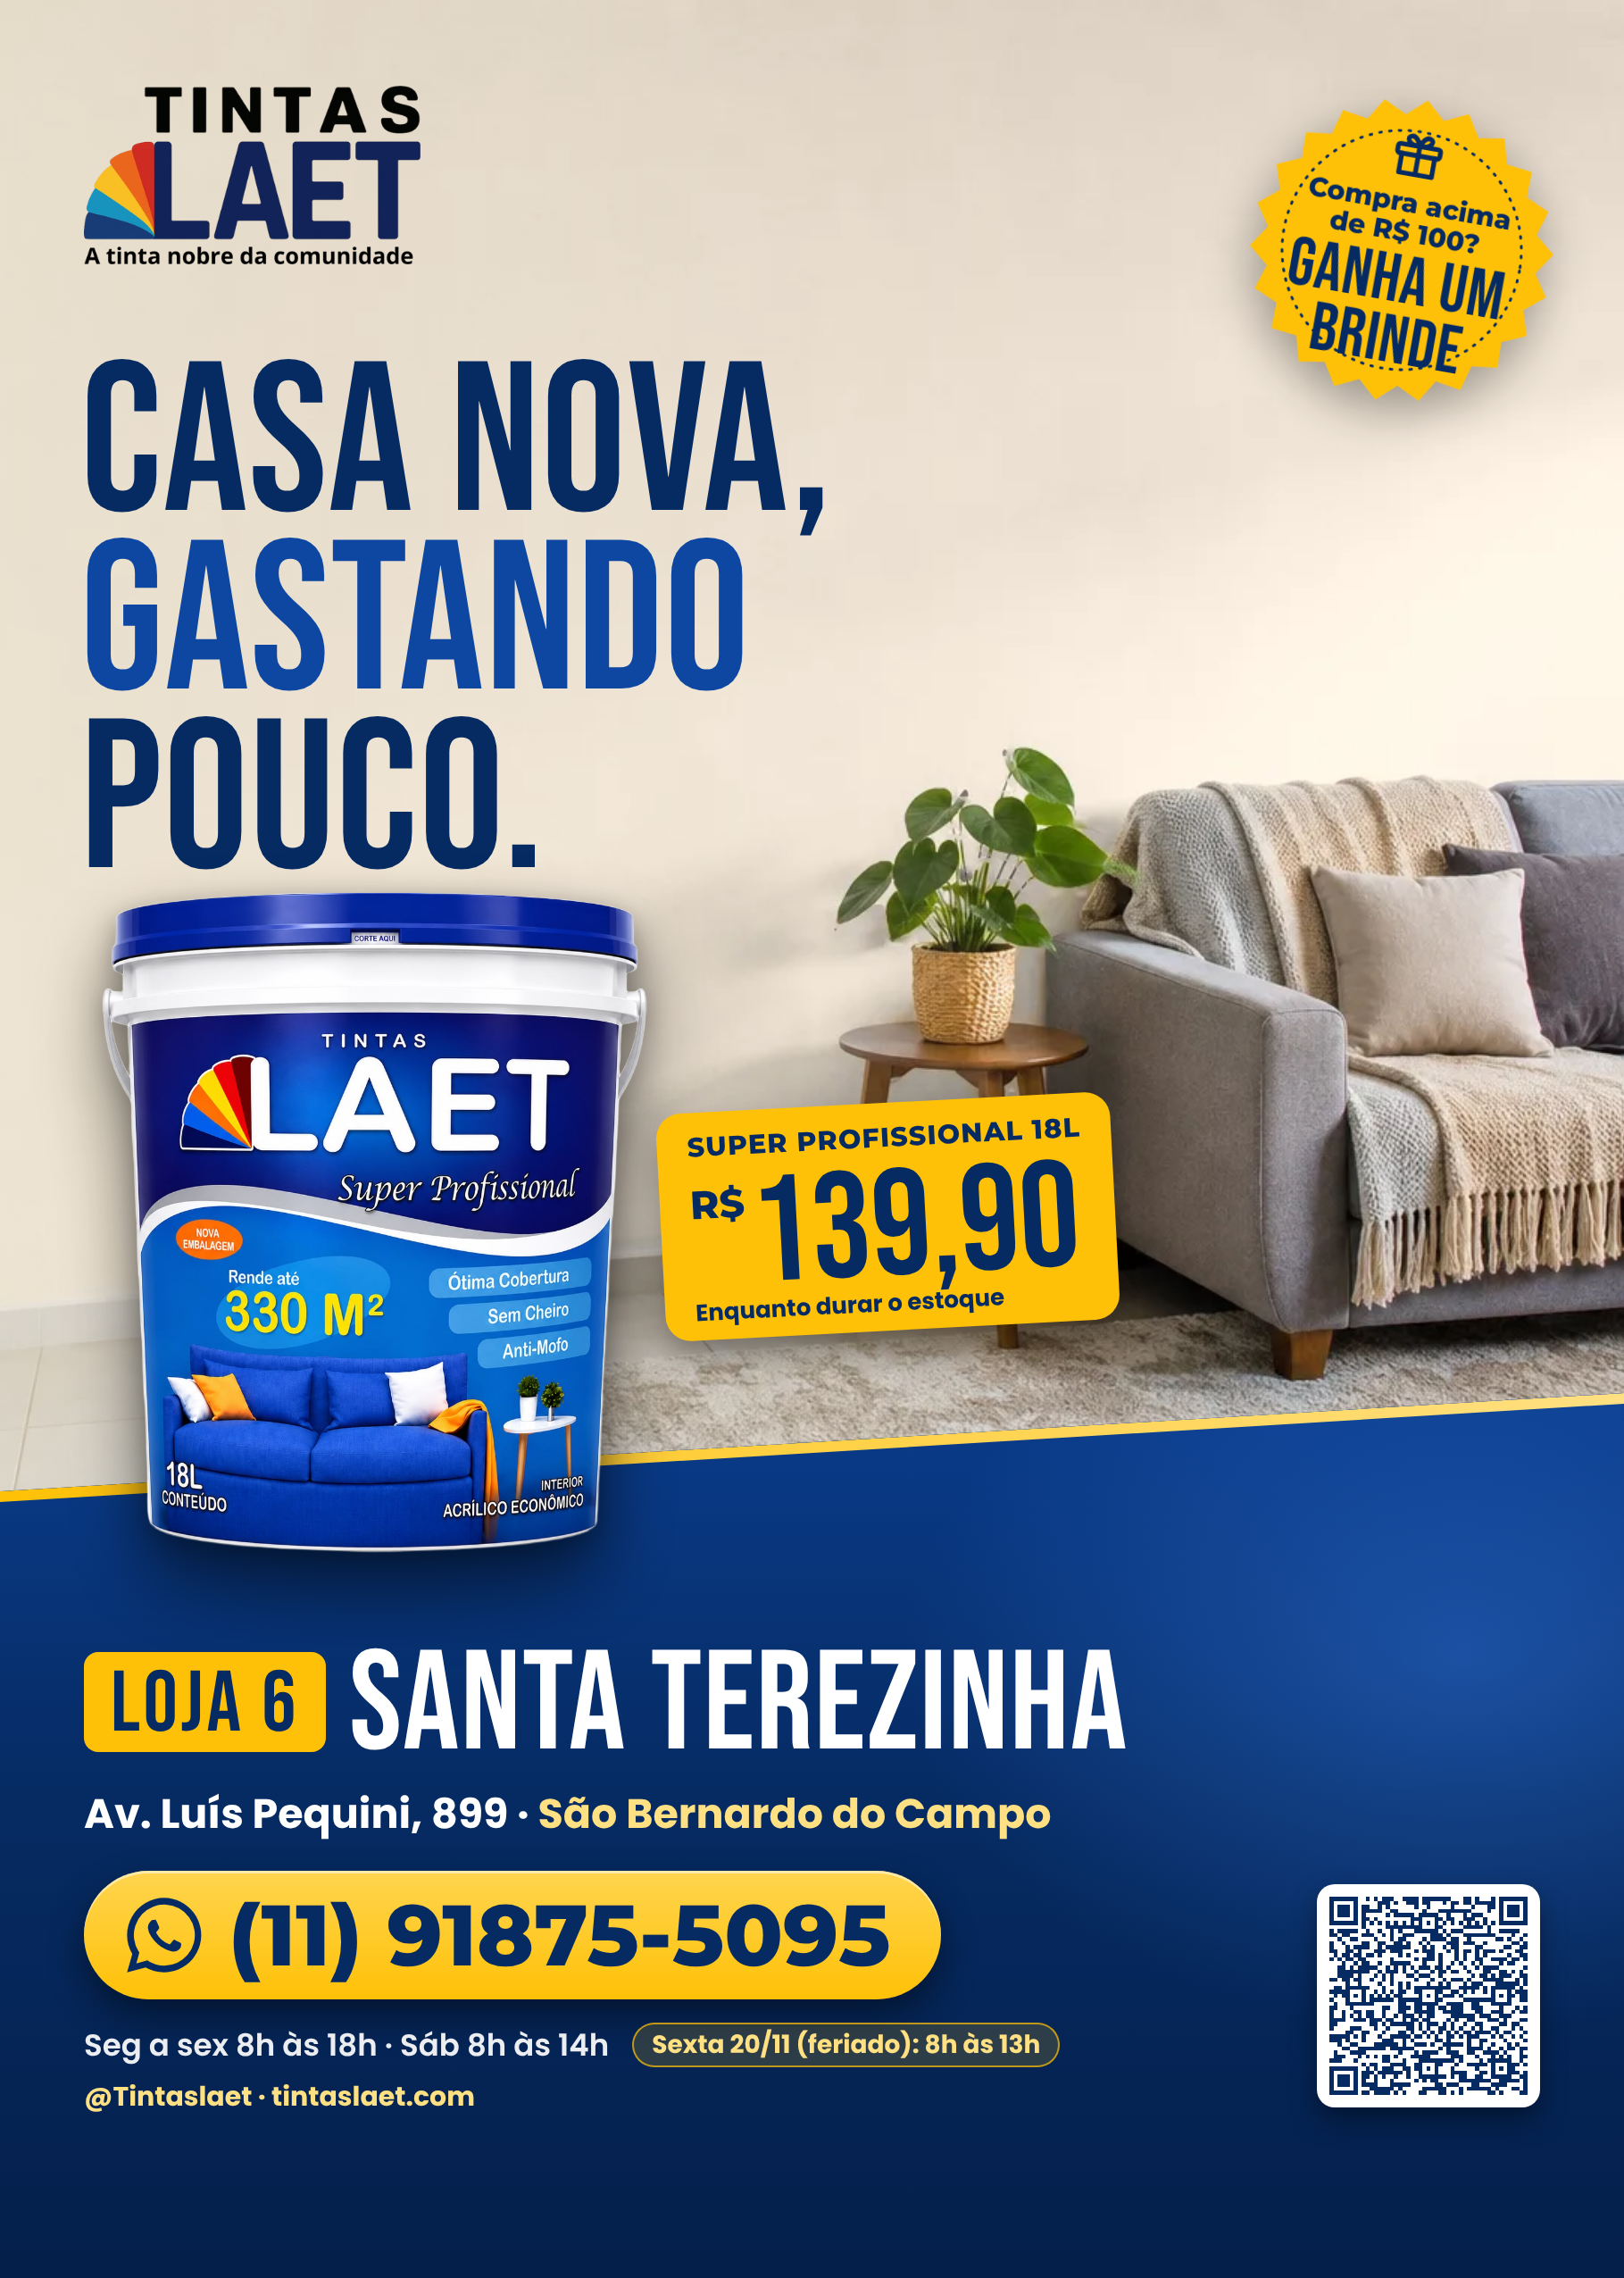 TINTAS
LAET
A tinta nobre da comunidade
Compra acima
de R$ 100?
GANHA UM
BRINDE
CASA NOVA,
GASTANDO
POUCO.
CORTE AQUI
TINTAS
LAET
Super Profissional
NOVA
EMBALAGEM
Rende até
330 M²
Ótima Cobertura
Sem Cheiro
Anti-Mofo
18L
CONTEÚDO
INTERIOR
ACRÍLICO ECONÔMICO
SUPER PROFISSIONAL 18L
R$ 139,90
Enquanto durar o estoque
LOJA 6 SANTA TEREZINHA
Av. Luís Pequini, 899 · São Bernardo do Campo
(11) 91875-5095
Seg a sex 8h às 18h · Sáb 8h às 14h Sexta 20/11 (feriado): 8h às 13h
@Tintaslaet · tintaslaet.com